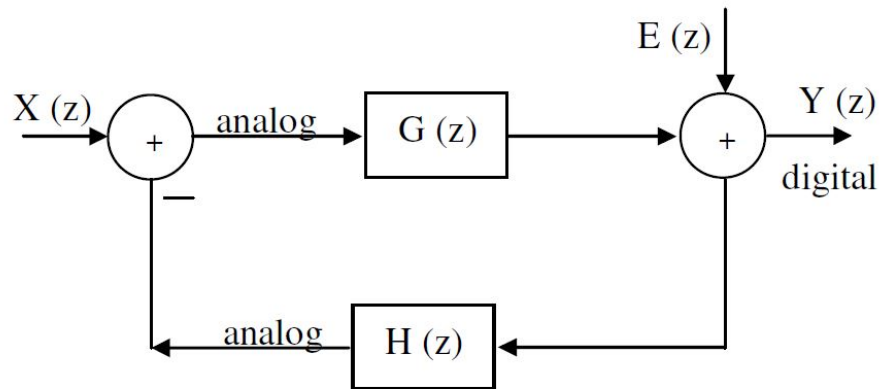 E (z)
X (z)
+
analog
G (z)
+
Y (z)
digital
—
analog
H (z)